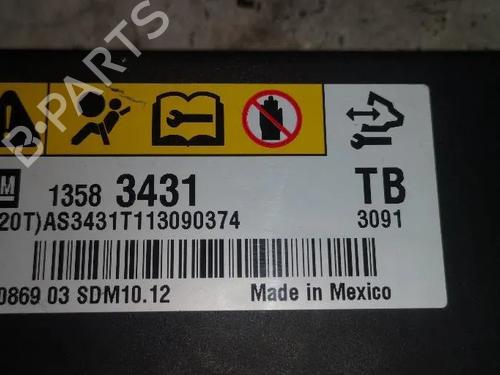 B-PARTS
M
1358 3431
TB
20T)AS3431T113090374
3091
0869 03 SDM10.12
Made in Mexico